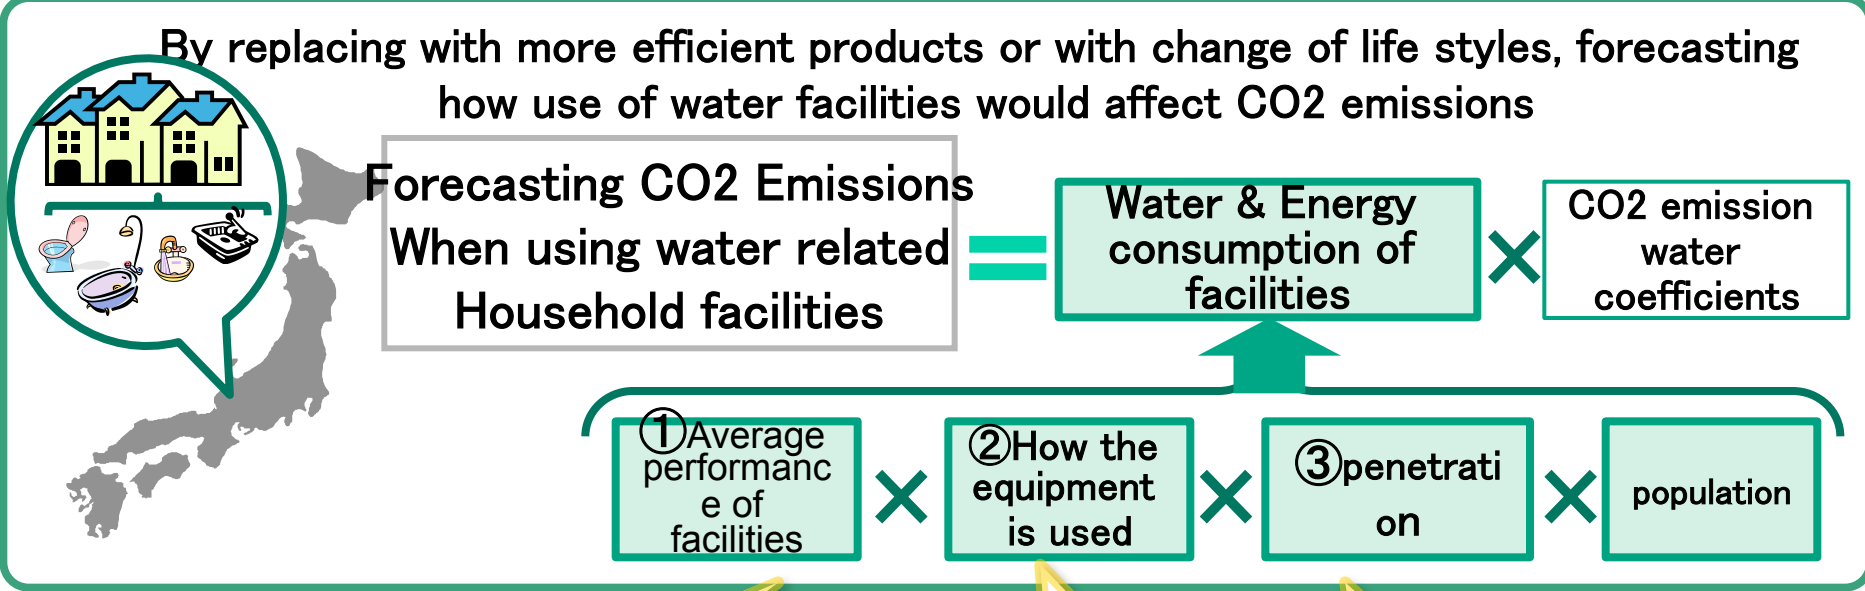 By replacing with more efficient products or with change of life styles, forecasting
how use of water facilities would affect CO2 emissions
Forecasting CO2 Emissions
When using water related
Household facilities
Water & Energy
consumption of
facilities
CO2 emission
water
coefficients
①Average
performanc
e of
facilities
②How the
equipment
is used
③penetrati
on
population